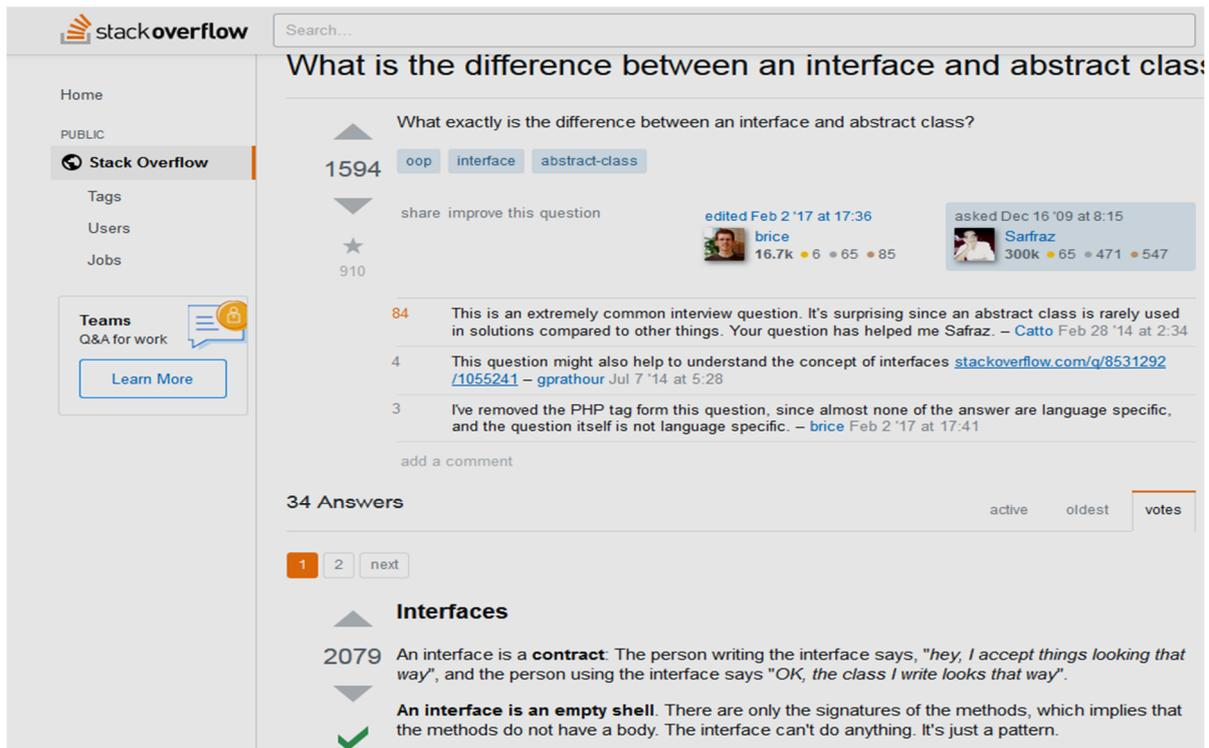 stackoverflow
Search...
What is the difference between an interface and abstract clas
Home
PUBLIC
Stack Overflow
Tags
Users
Jobs
Teams
Q&A for work
Learn More
What exactly is the difference between an interface and abstract class?
1594
oop interface abstract-class
share improve this question
910
edited Feb 2 '17 at 17:36
brice
16.7k 6 65 85
asked Dec 16 '09 at 8:15
Sarfraz
300k 65 471 547
84 This is an extremely common interview question. It's surprising since an abstract class is rarely used
in solutions compared to other things. Your question has helped me Safraz. – Catto Feb 28 '14 at 2:34
4 This question might also help to understand the concept of interfaces stackoverflow.com/q/8531292
/1055241 – gprathour Jul 7 '14 at 5:28
3 I've removed the PHP tag form this question, since almost none of the answer are language specific,
and the question itself is not language specific. – brice Feb 2 '17 at 17:41
add a comment
34 Answers
active oldest votes
1 2 next
Interfaces
2079
An interface is a contract: The person writing the interface says, "hey, I accept things looking that
way", and the person using the interface says "OK, the class I write looks that way".
An interface is an empty shell. There are only the signatures of the methods, which implies that
the methods do not have a body. The interface can't do anything. It's just a pattern.